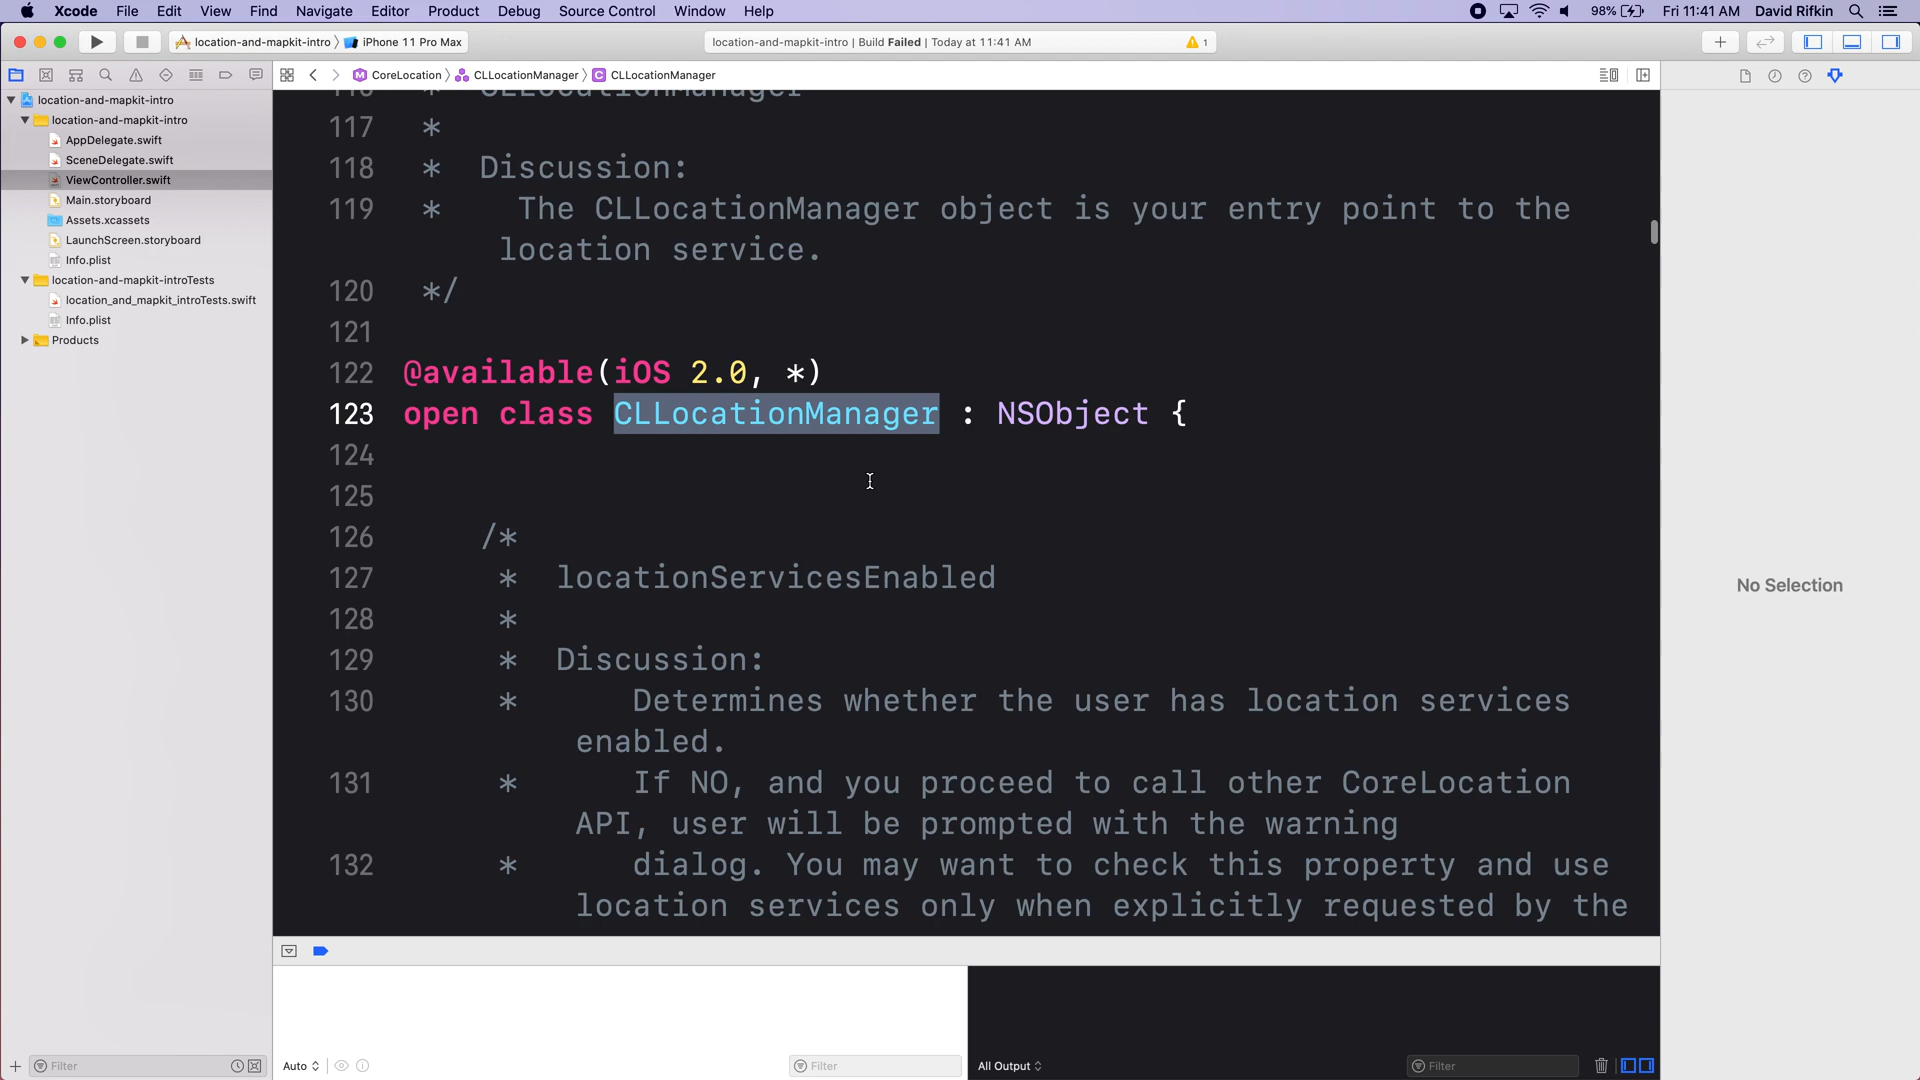 Xcode File Edit View Find Navigate Editor Product Debug Source Control Window Help 98% Fri 11:41 AM David Rifkin
location-and-mapkit-intro iPhone 11 Pro Max location-and-mapkit-intro | Build Failed | Today at 11:41 AM 1
CoreLocation CLLocationManager CLLocationManager
location-and-mapkit-intro
location-and-mapkit-intro
AppDelegate.swift
SceneDelegate.swift
ViewController.swift
Main.storyboard
Assets.xcassets
LaunchScreen.storyboard
Info.plist
location-and-mapkit-introTests
location_and_mapkit_introTests.swift
Info.plist
Products
116 * CLLocationManager
117 *
118 * Discussion:
119 * The CLLocationManager object is your entry point to the
location service.
120 */
121
122 @available(iOS 2.0, *)
123 open class CLLocationManager : NSObject {
124
125
126 /*
127 * locationServicesEnabled
128 *
129 * Discussion:
130 * Determines whether the user has location services
enabled.
131 * If NO, and you proceed to call other CoreLocation
API, user will be prompted with the warning
132 * dialog. You may want to check this property and use
location services only when explicitly requested by the
No Selection
Filter
Auto
Filter
All Output
Filter